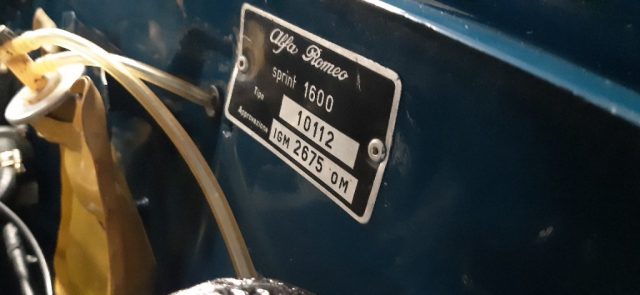 Alfa Romeo
sprint 1600
Tipo 10112
Approvazione IGM 2675 OM